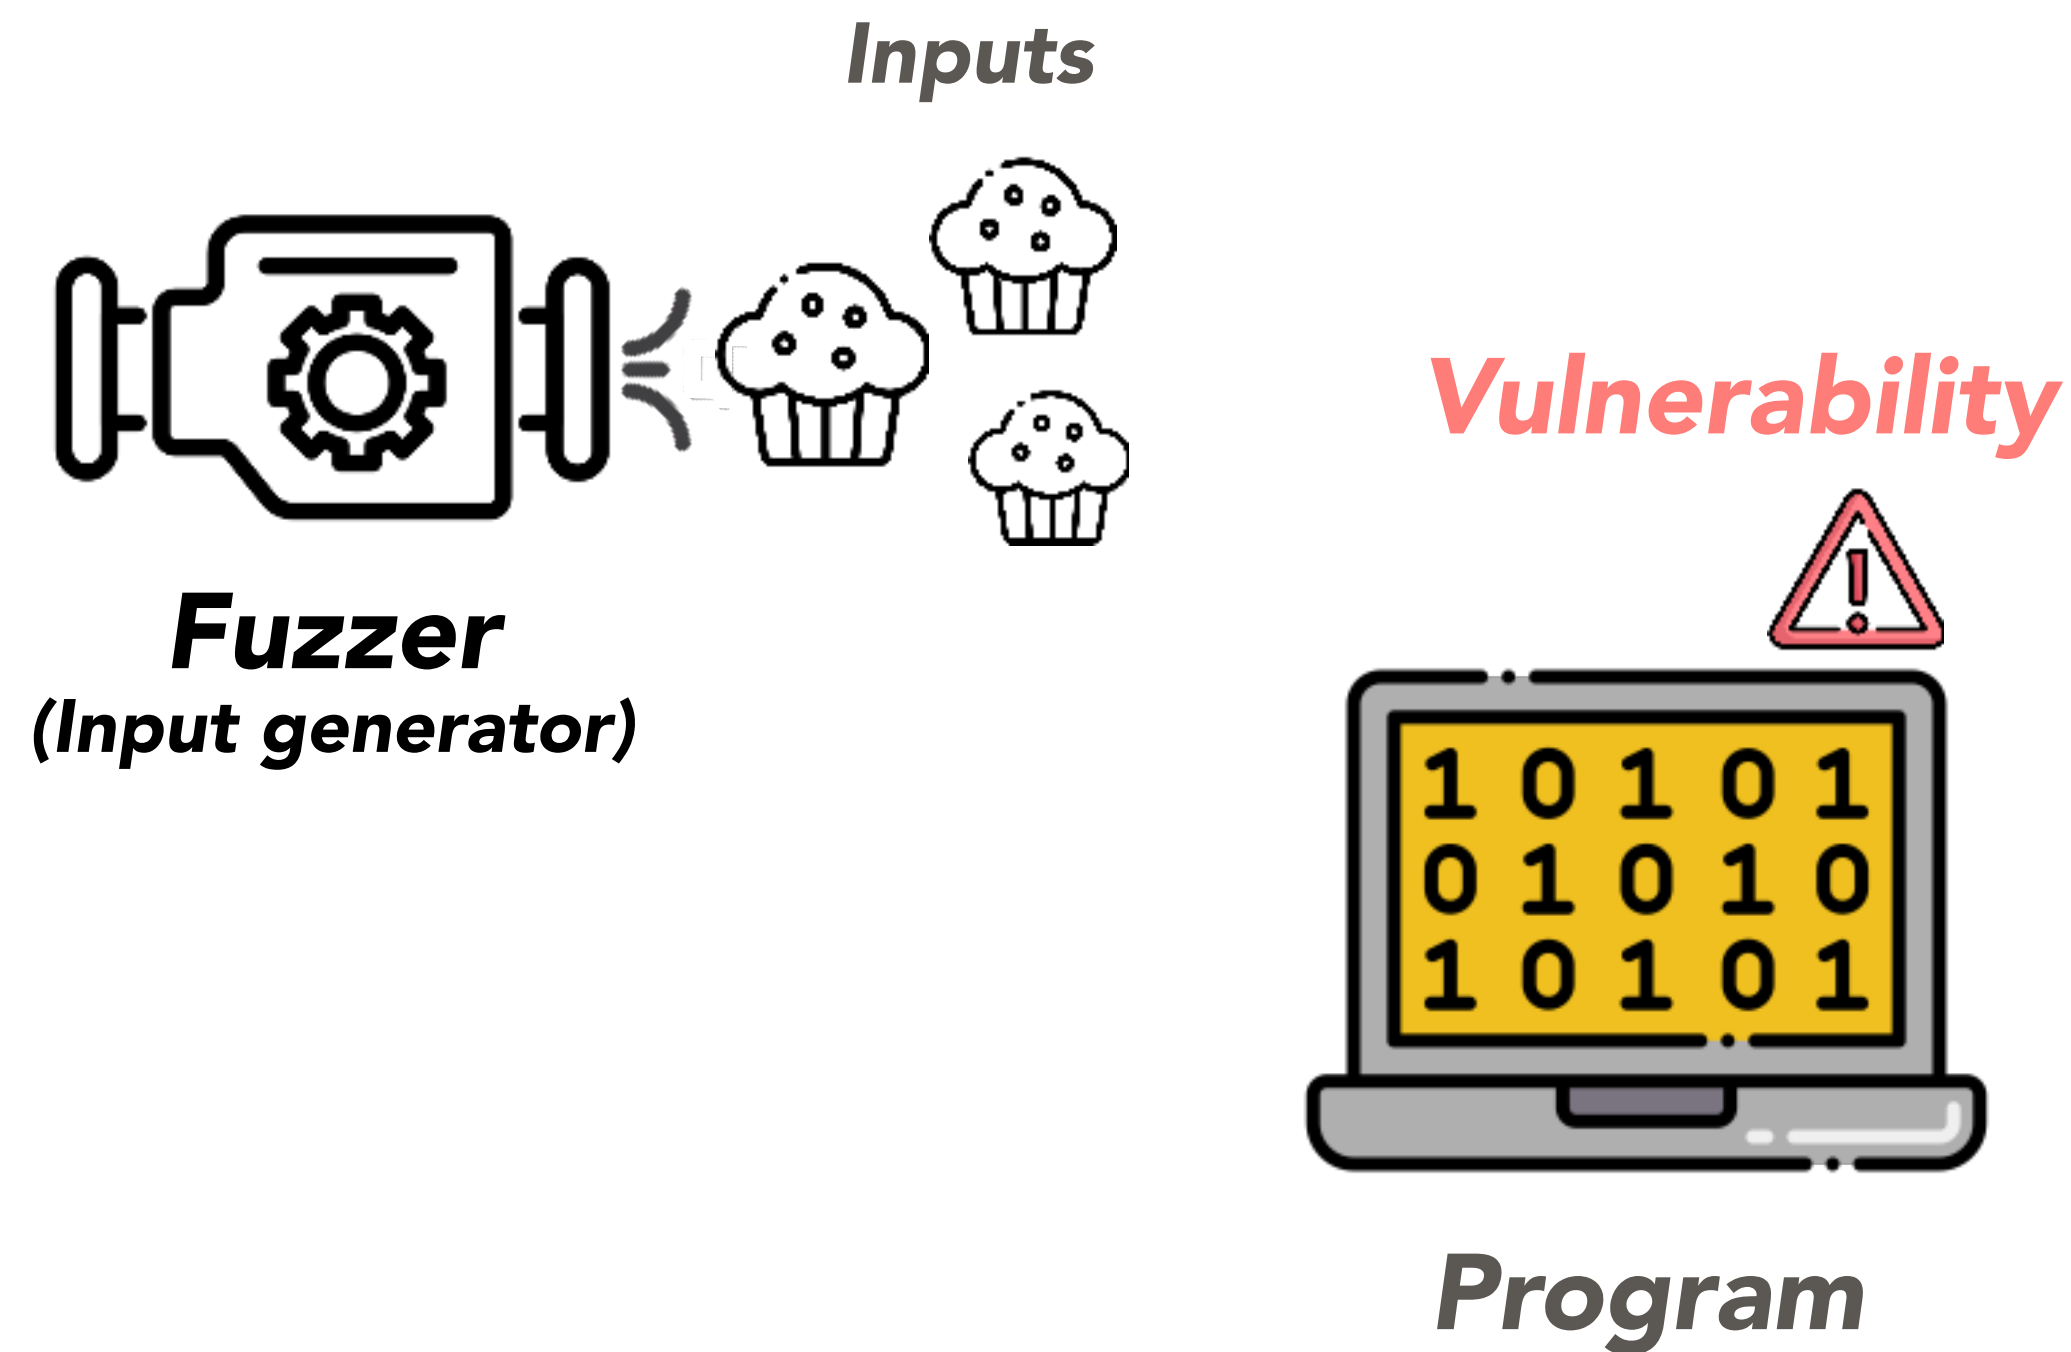 Inputs
Vulnerability
Fuzzer
(Input generator)
1 0 1 0 1
0 1 0 1 0
1 0 1 0 1
Program